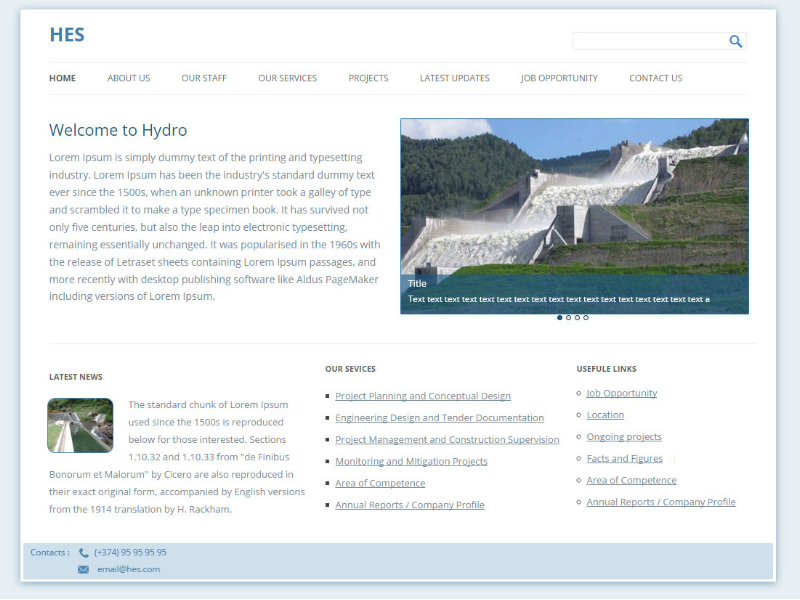 HES
HOME ABOUT US OUR STAFF OUR SERVICES PROJECTS LATEST UPDATES JOB OPPORTUNITY CONTACT US
Welcome to Hydro
Lorem Ipsum is simply dummy text of the printing and typesetting
industry. Lorem Ipsum has been the industry's standard dummy text
ever since the 1500s, when an unknown printer took a galley of type
and scrambled it to make a type specimen book. It has survived not
only five centuries, but also the leap into electronic typesetting,
remaining essentially unchanged. It was popularised in the 1960s with
the release of Letraset sheets containing Lorem Ipsum passages, and
more recently with desktop publishing software like Aldus PageMaker
including versions of Lorem Ipsum.
Title
Text text text text text text text text text text text text text text text text text a
LATEST NEWS
The standard chunk of Lorem Ipsum
used since the 1500s is reproduced
below for those interested. Sections
1.10.32 and 1.10.33 from "de Finibus
Bonorum et Malorum" by Cicero are also reproduced in
their exact original form, accompanied by English versions
from the 1914 translation by H. Rackham.
OUR SEVICES
Project Planning and Conceptual Design
Engineering Design and Tender Documentation
Project Management and Construction Supervision
Monitoring and Mitigation Projects
Area of Competence
Annual Reports / Company Profile
USEFULE LINKS
Job Opportunity
Location
Ongoing projects
Facts and Figures
Area of Competence
Annual Reports / Company Profile
Contacts : (+374) 95 95 95 95
email@hes.com